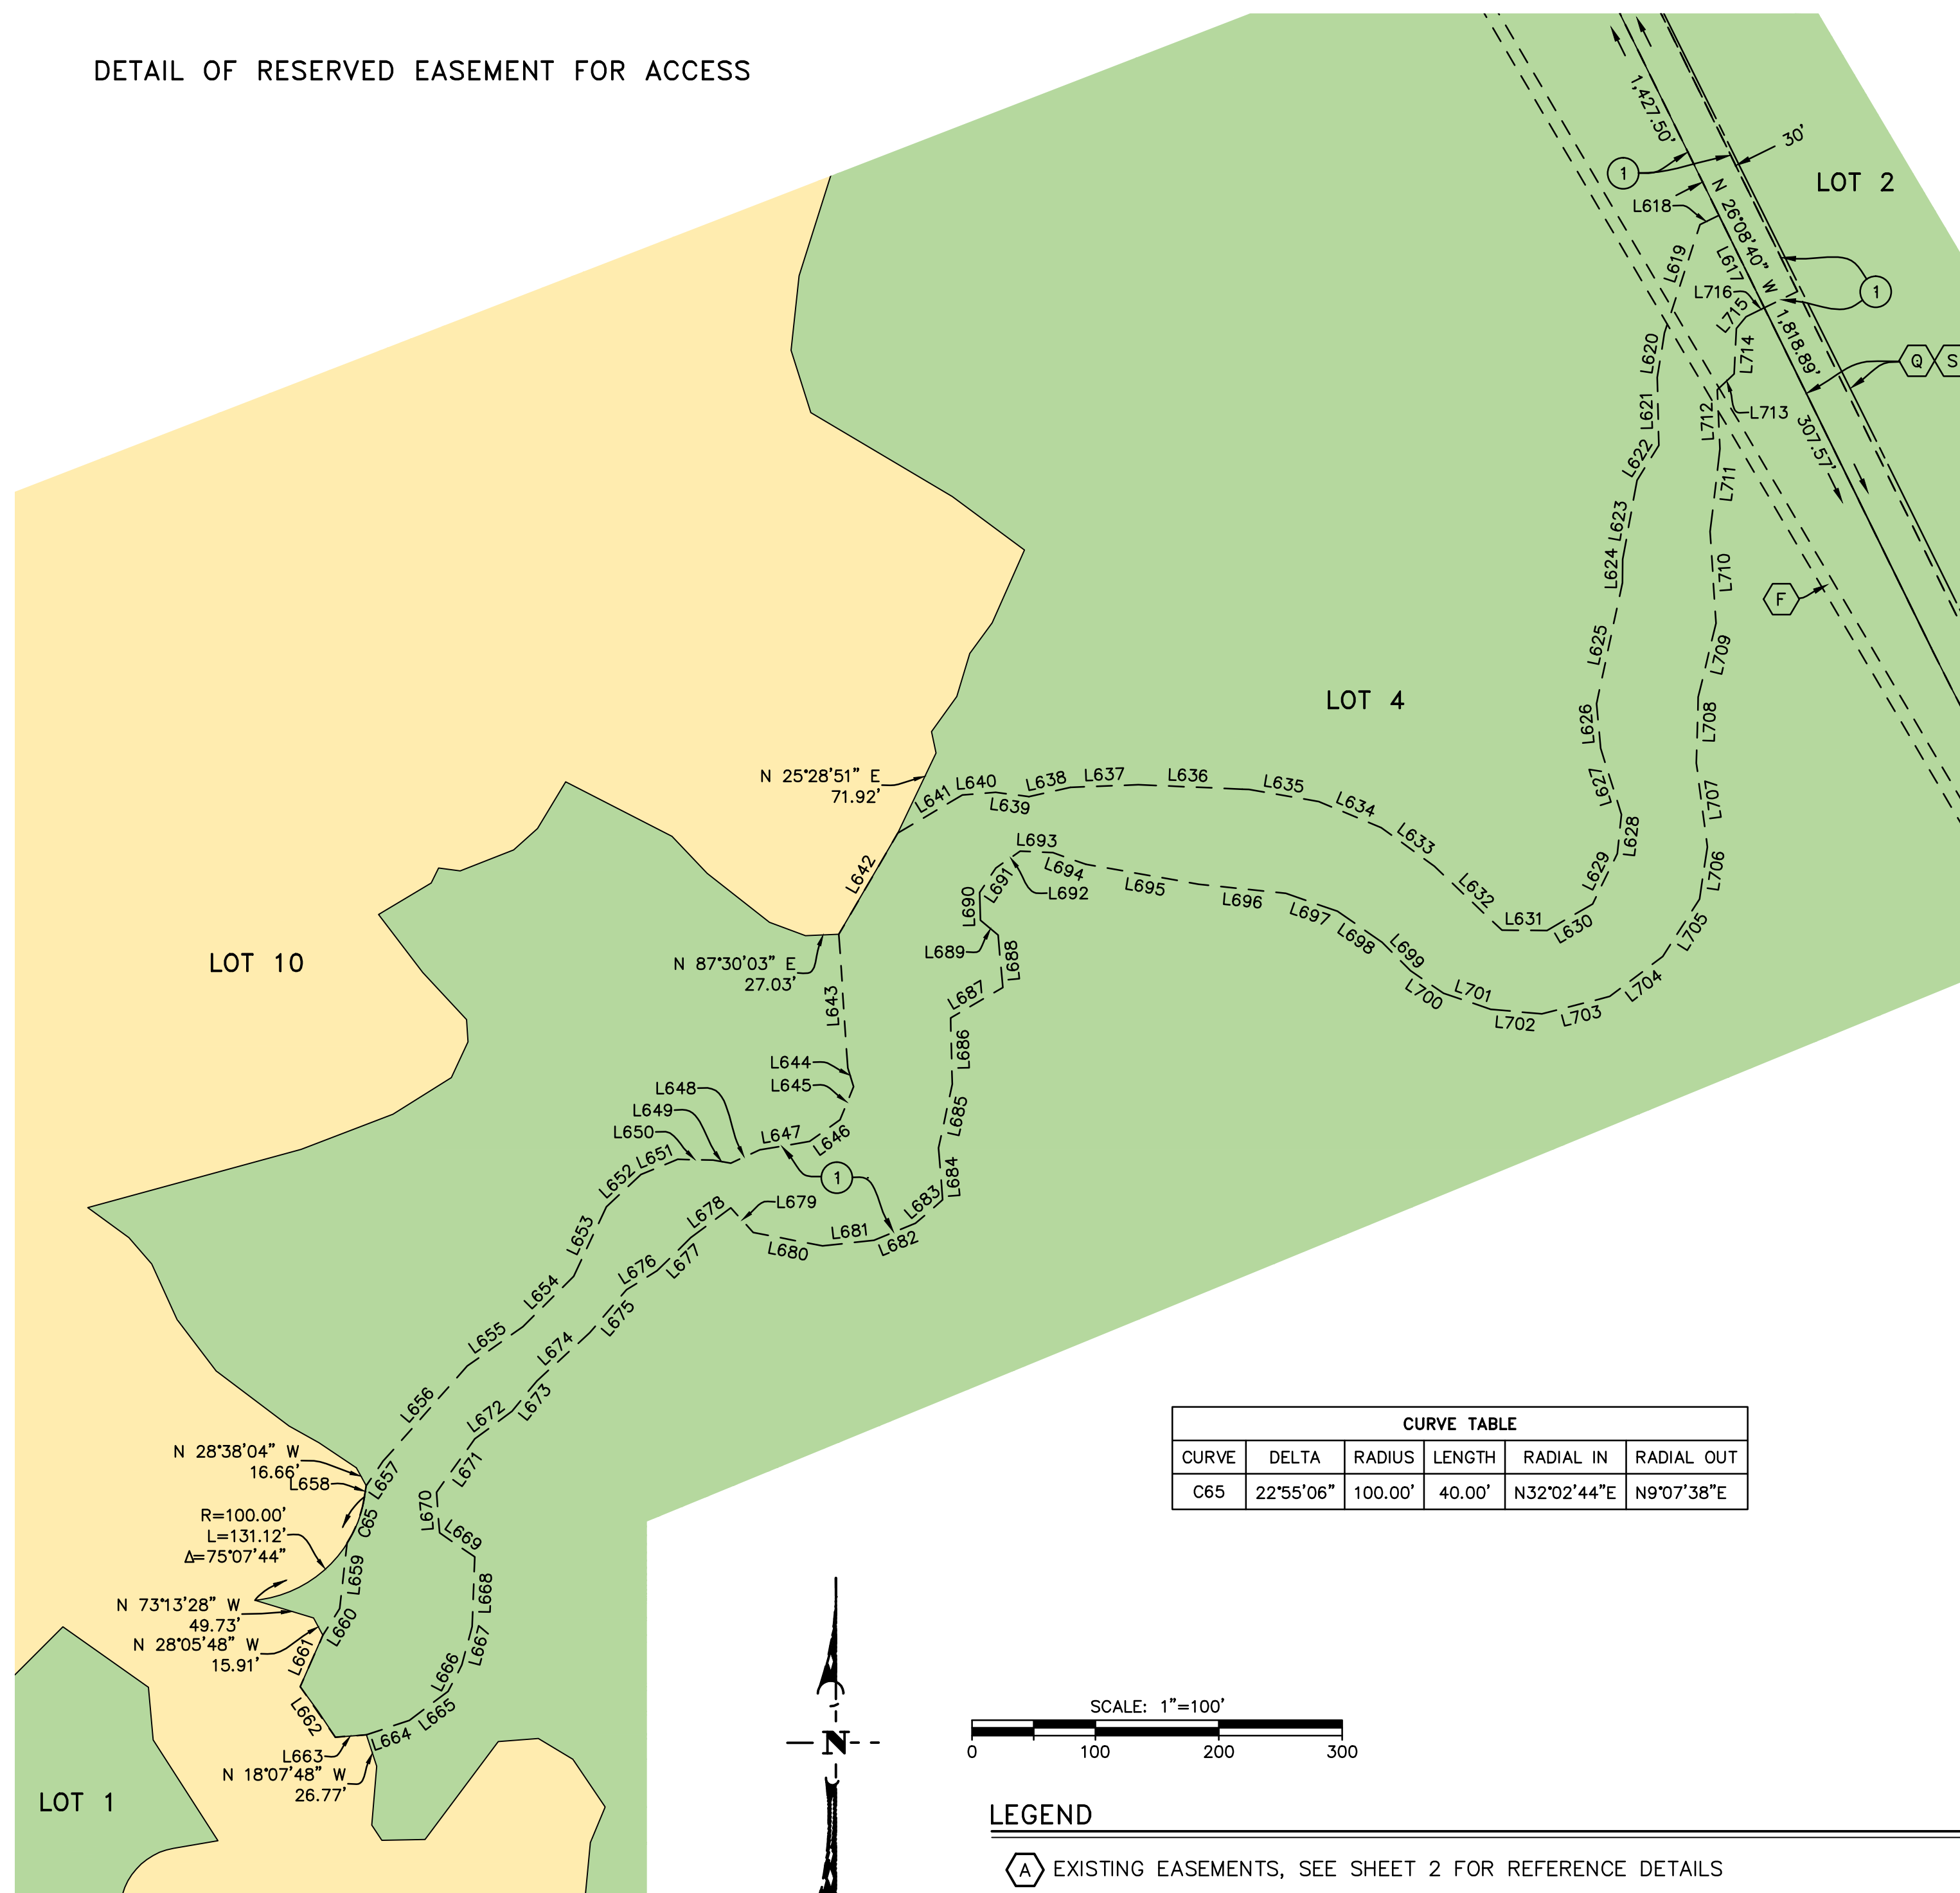 DETAIL OF RESERVED EASEMENT FOR ACCESS
1,427.50'
30'
1
LOT 2
L618
N 26°08'40" W
L619
L617
L716
1
L715
1,818.89'
L620
L714
Q
S
L621
L712
L713
307.57'
L622
L711
L623
L624
L710
F
L625
L709
LOT 4
L626
L708
N 25°28'51" E
71.92'
L641
L640
L639
L638
L637
L636
L635
L634
L627
L707
L633
L628
L693
L694
L692
L642
L629
L706
L691
L695
L632
L690
L696
L697
L631
L630
L698
L705
L689
L688
L699
LOT 10
N 87°30'03" E
27.03'
L687
L700
L701
L704
L643
L702
L703
L686
L644
L645
L648
L649
L650
L685
L647
L646
L651
L652
1
L684
L679
L683
L678
L653
L681
L682
L680
L677
L676
L654
L675
L655
L674
L656
L673
L672
CURVE TABLE
CURVE DELTA RADIUS LENGTH RADIAL IN RADIAL OUT
C65 22°55'06" 100.00' 40.00' N32°02'44"E N9°07'38"E
N 28°38'04" W
16.66'
L658
L657
L671
L670
R=100.00'
L=131.12'
Δ=75°07'44"
C65
L669
L659
L668
N 73°13'28" W
49.73'
L660
N 28°05'48" W
15.91'
L667
L661
L666
L662
L665
L664
L663
N 18°07'48" W
26.77'
LOT 1
N
SCALE: 1"=100'
0 100 200 300
LEGEND
A EXISTING EASEMENTS, SEE SHEET 2 FOR REFERENCE DETAILS